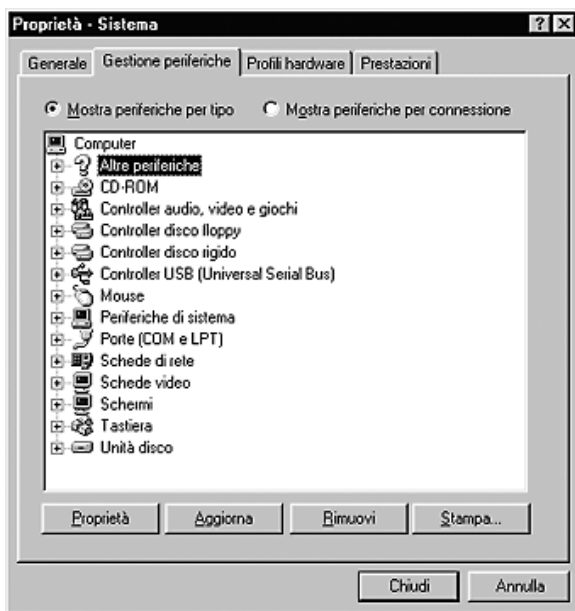 Proprietà - Sistema
Generale Gestione periferiche Profili hardware Prestazioni
Mostra periferiche per tipo Mostra periferiche per connessione
Computer
Altre periferiche
CD-ROM
Controller audio, video e giochi
Controller disco floppy
Controller disco rigido
Controller USB (Universal Serial Bus)
Mouse
Periferiche di sistema
Porte (COM e LPT)
Schede di rete
Schede video
Schermi
Tastiera
Unità disco
Proprietà Aggiorna Rimuovi Stampa...
Chiudi Annulla